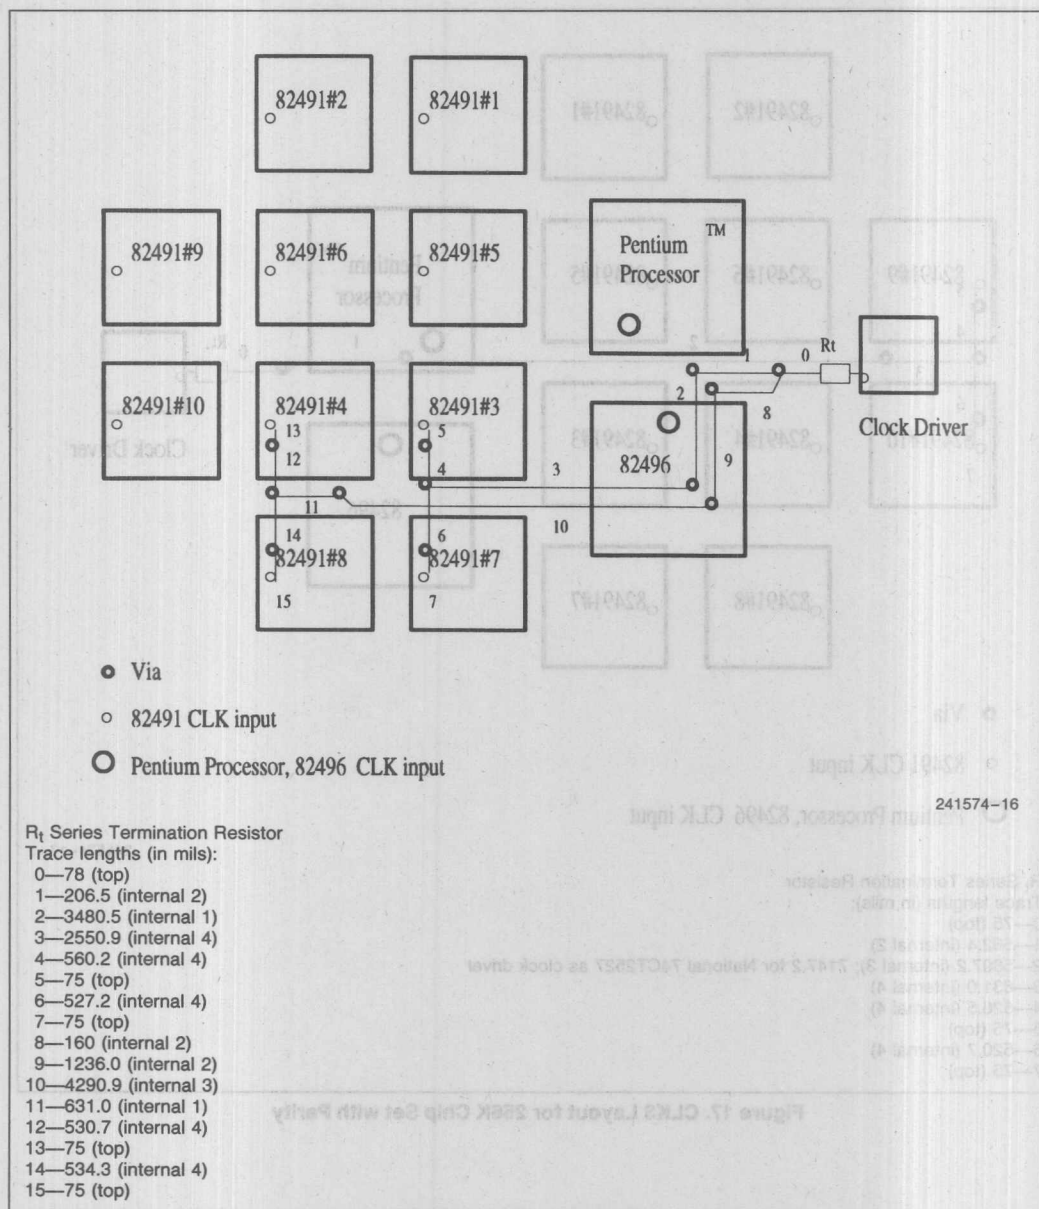 82491#2
82491#1
82491#9
82491#6
82491#5
Pentium TM
Processor
82491#10
82491#4
82491#3
82496
82491#8
82491#7
1
0
Rt
2
8
Clock Driver
13
5
12
4
3
9
11
10
14
6
15
7
Via
82491 CLK input
Pentium Processor, 82496 CLK input
241574–16
Rt Series Termination Resistor
Trace lengths (in mils):
0—78 (top)
1—206.5 (internal 2)
2—3480.5 (internal 1)
3—2550.9 (internal 4)
4—560.2 (internal 4)
5—75 (top)
6—527.2 (internal 4)
7—75 (top)
8—160 (internal 2)
9—1236.0 (internal 2)
10—4290.9 (internal 3)
11—631.0 (internal 1)
12—530.7 (internal 4)
13—75 (top)
14—534.3 (internal 4)
15—75 (top)